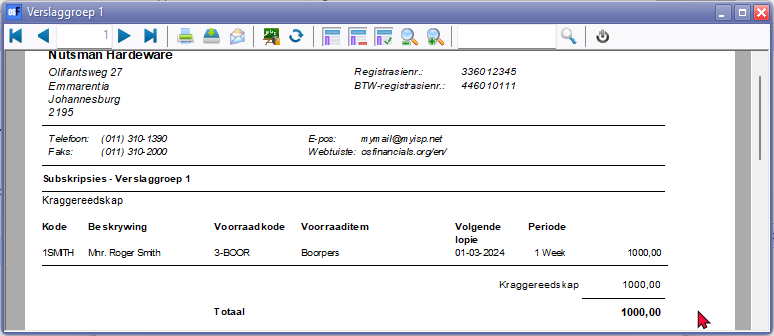 Verslaggroep 1
1
Nutsman Hardeware
Olifantsweg 27
Registrasienr.: 336012345
Emmarentia
BTW-registrasienr.: 446010111
Johannesburg
2195
Telefoon: (011) 310-1390 E-pos: mymail@myisp.net
Faks: (011) 310-2000 Webtuiste: osfinancials.org/en/
Subskripsies - Verslaggroep 1
Kraggereedskap
Kode Beskrywing Voorraadkode Voorraaditem Volgende lopie Periode
1SMITH Mnr. Roger Smith 3-BOOR Boorpers 01-03-2024 1 Week 1000,00
Kraggereedskap 1000,00
Totaal 1000,00